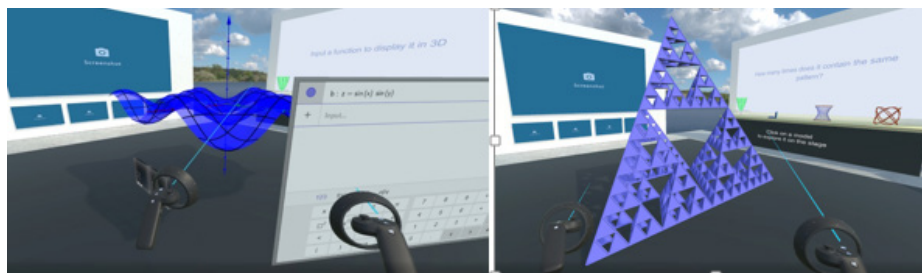 Screenshot
Input a function to display it in 3D
b : z = sin(x) sin(y)
Input...
Screenshot
How many times does it contain the same
pattern?
Click on a model
to explore it on the stage